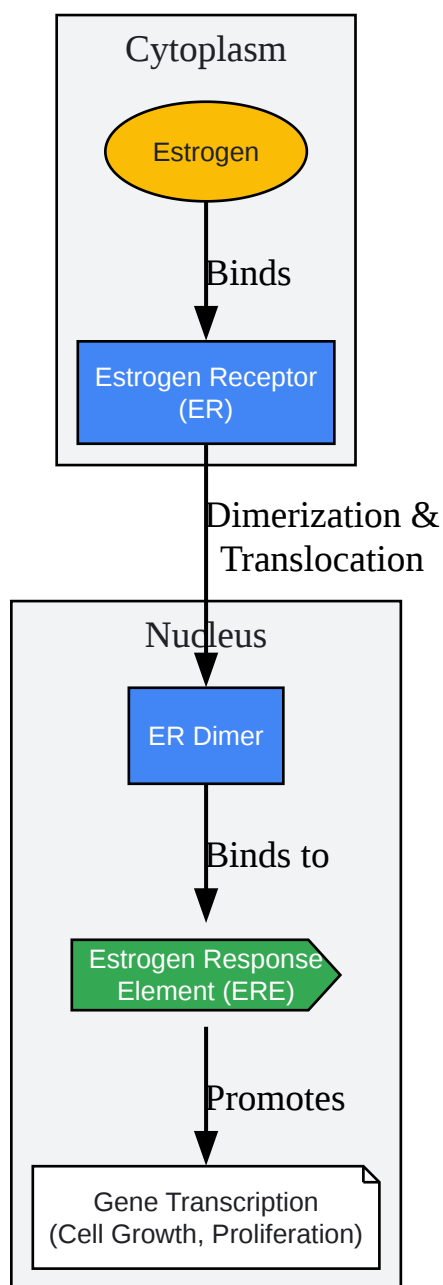 Cytoplasm
Estrogen
Binds
Estrogen Receptor
(ER)
Dimerization &
Translocation
Nucleus
ER Dimer
Binds to
Estrogen Response
Element (ERE)
Promotes
Gene Transcription
(Cell Growth, Proliferation)